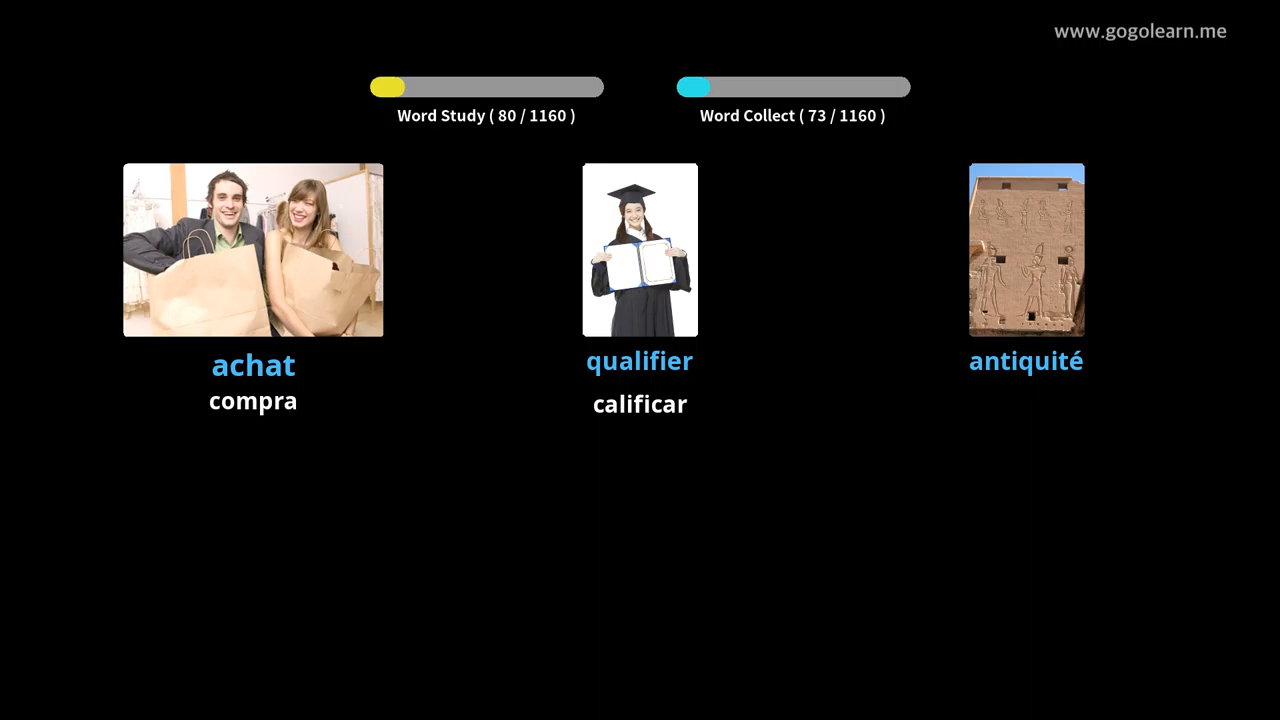 www.gogolearn.me
Word Study ( 80 / 1160 )
Word Collect ( 73 / 1160 )
achat
compra
qualifier
calificar
antiquité